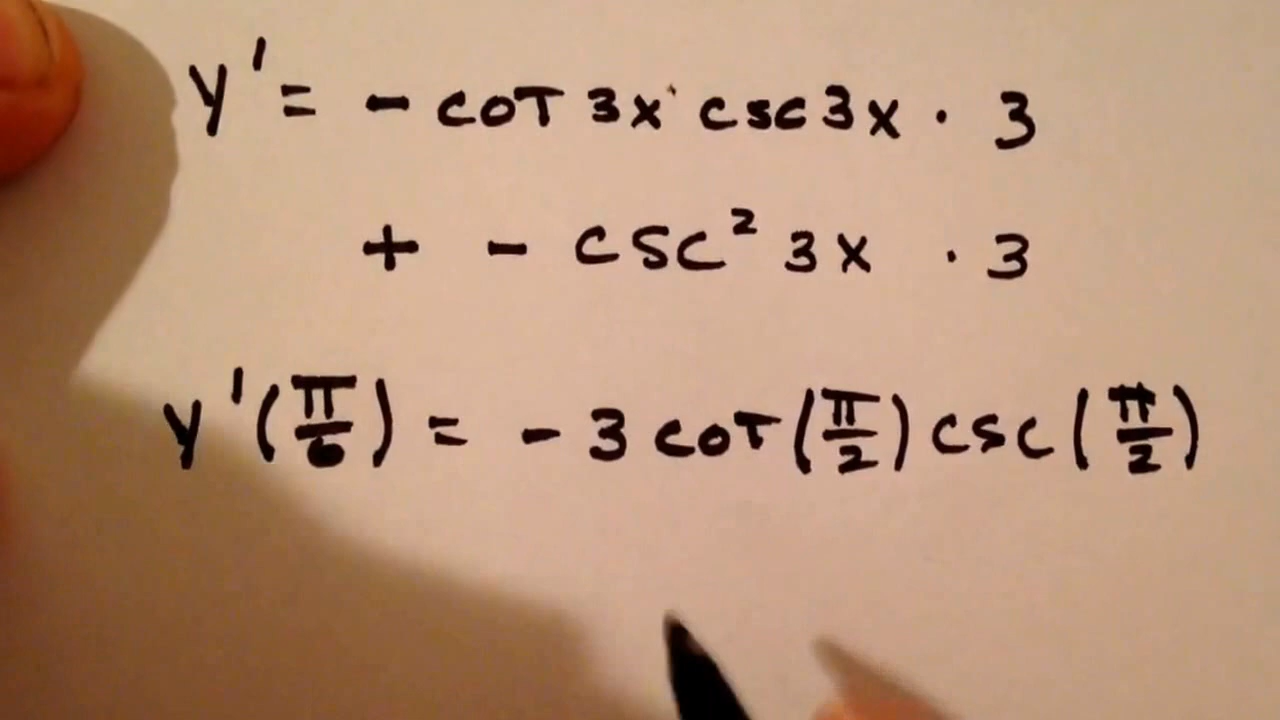 y' = - cot 3x csc 3x · 3
+ - csc² 3x · 3
y'(π/6) = - 3 cot(π/2) csc(π/2)